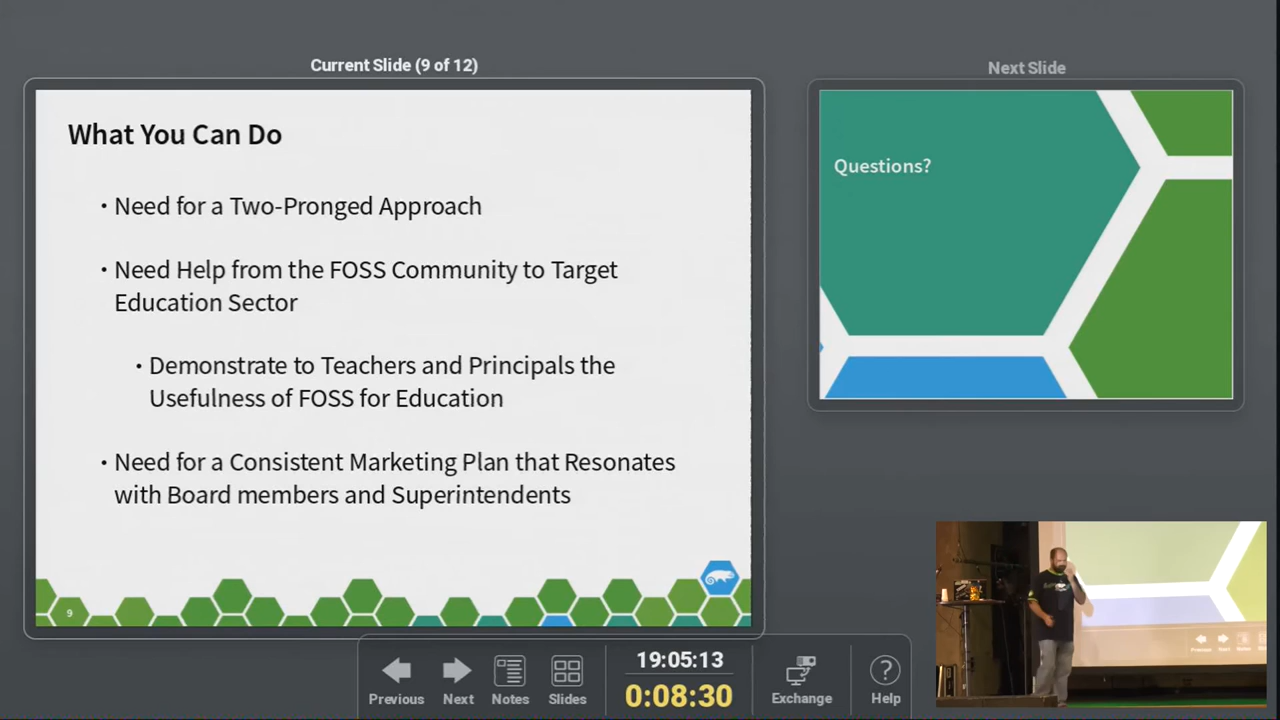 Current Slide (9 of 12)
Next Slide
What You Can Do
• Need for a Two-Pronged Approach
• Need Help from the FOSS Community to Target
Education Sector
• Demonstrate to Teachers and Principals the
Usefulness of FOSS for Education
• Need for a Consistent Marketing Plan that Resonates
with Board members and Superintendents
9
Questions?
Previous
Next
Notes
Slides
19:05:13
0:08:30
Exchange
Help